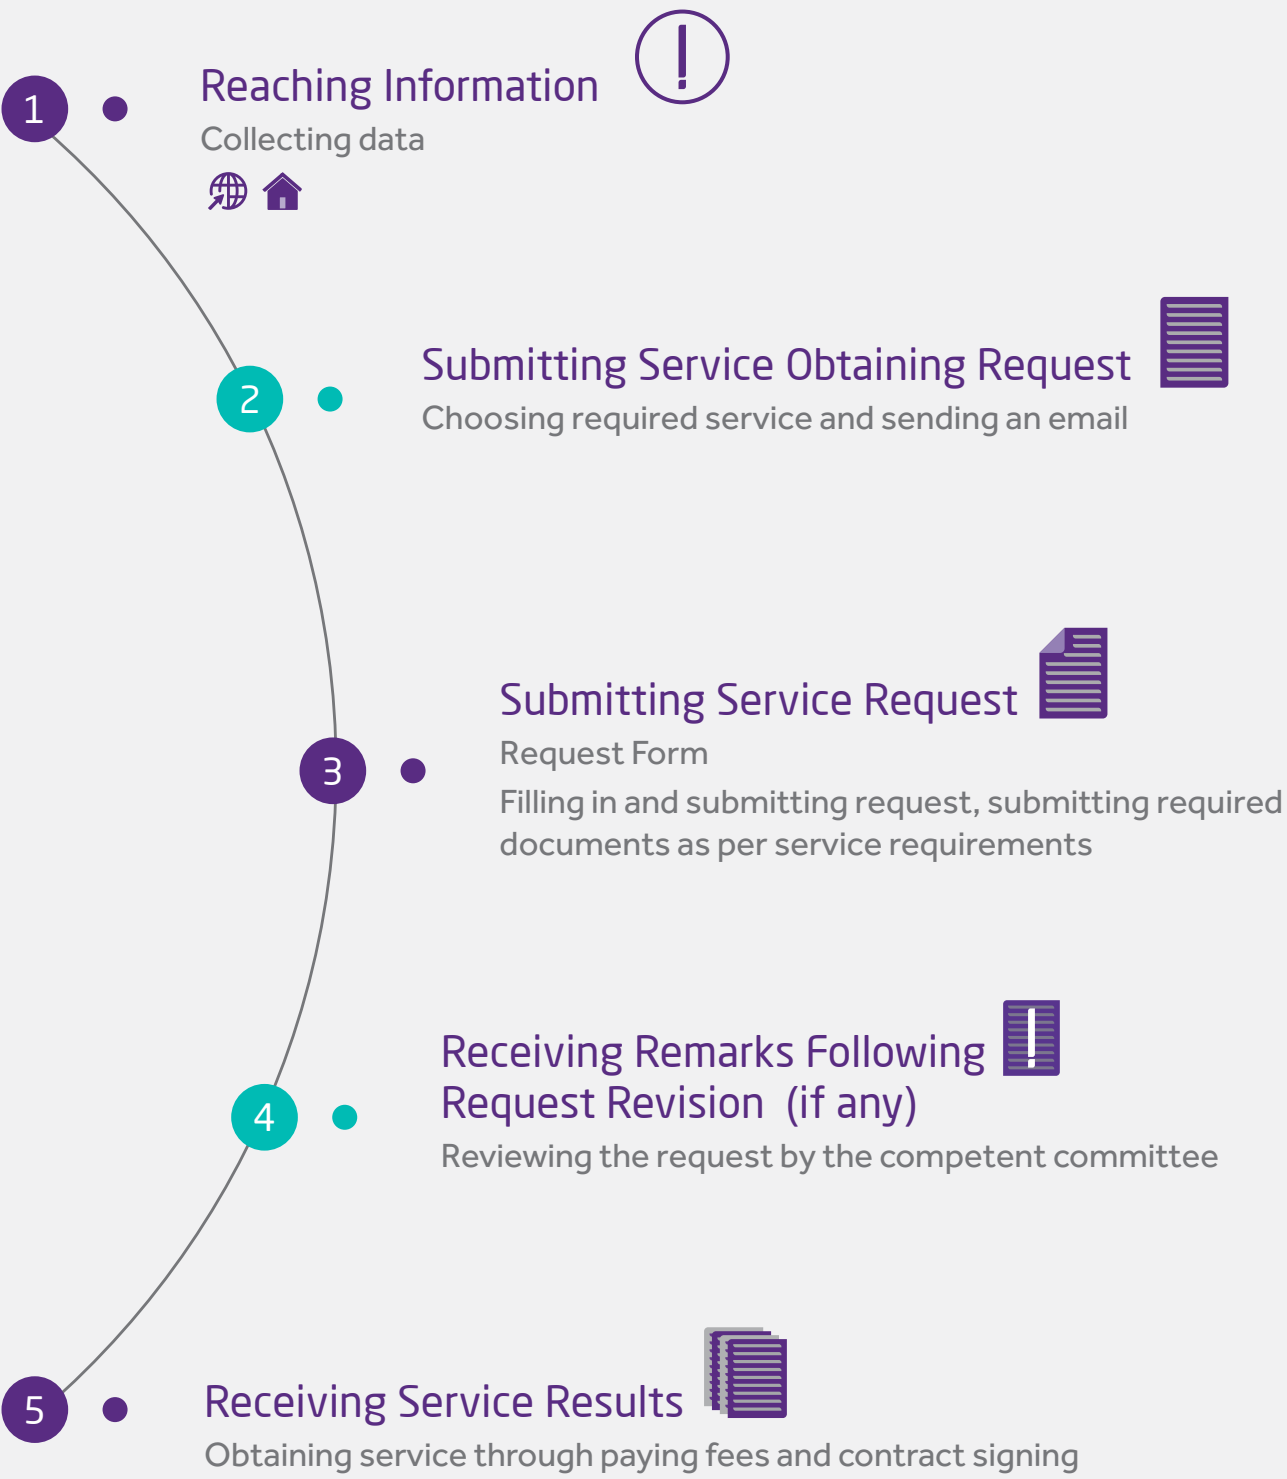 1
Reaching Information
Collecting data
2
Submitting Service Obtaining Request
Choosing required service and sending an email
3
Submitting Service Request
Request Form
Filling in and submitting request, submitting required
documents as per service requirements
4
Receiving Remarks Following
Request Revision (if any)
Reviewing the request by the competent committee
5
Receiving Service Results
Obtaining service through paying fees and contract signing